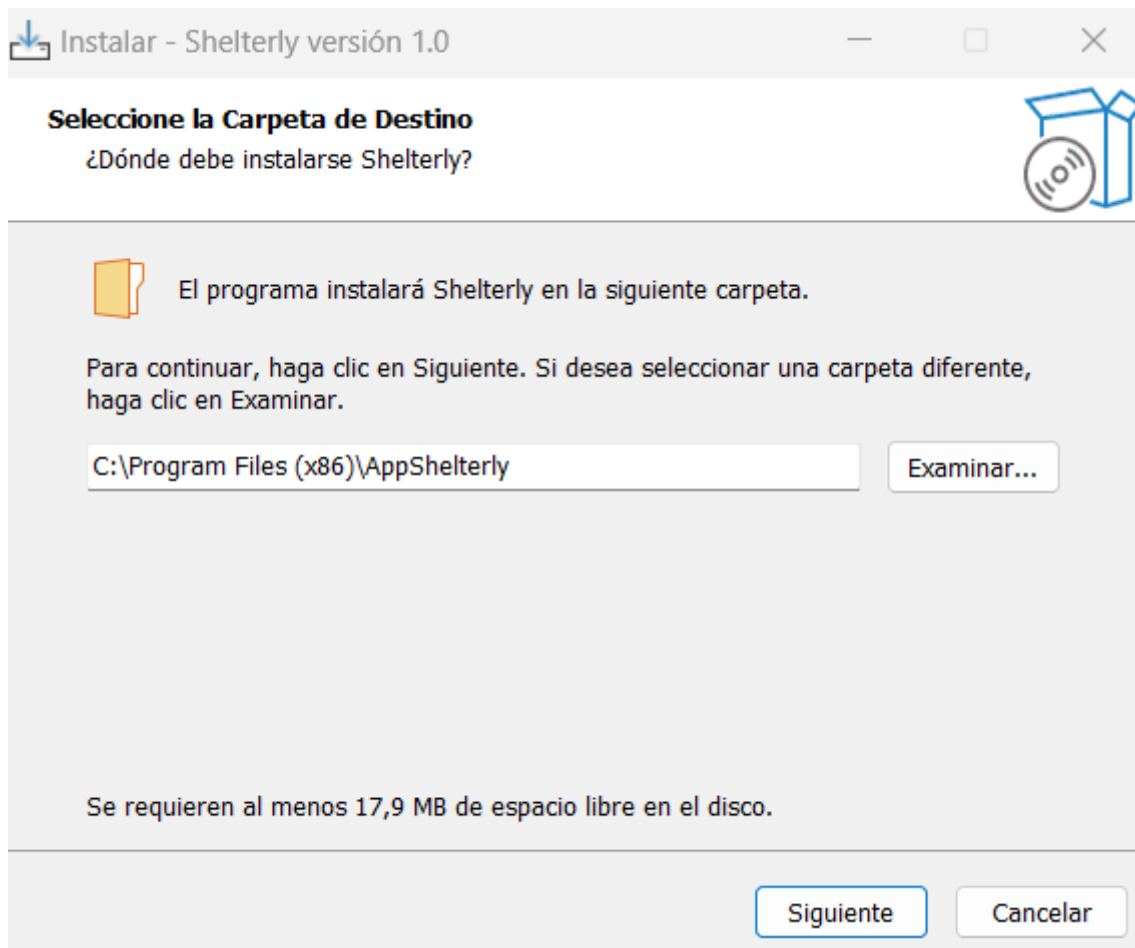 Instalar - Shelterly versión 1.0
Seleccione la Carpeta de Destino
¿Dónde debe instalarse Shelterly?
El programa instalará Shelterly en la siguiente carpeta.
Para continuar, haga clic en Siguiente. Si desea seleccionar una carpeta diferente,
haga clic en Examinar.
C:\Program Files (x86)\AppShelterly
Examinar...
Se requieren al menos 17,9 MB de espacio libre en el disco.
Siguiente
Cancelar